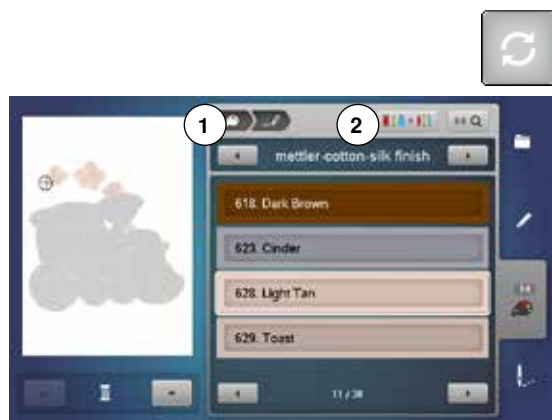 1
2
mettler-cotton-silk finish
618. Dark Brown
623. Cinder
628. Light Tan
629. Toast
11 / 38